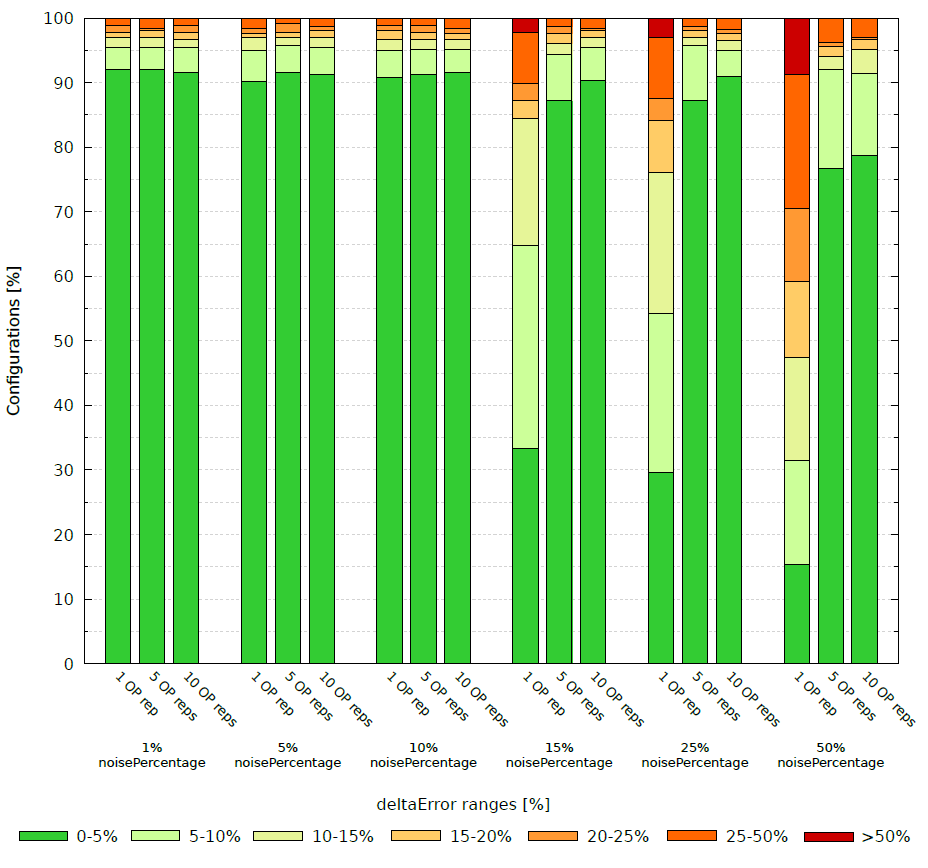 100
90
80
70
60
50
40
30
20
10
0
Configurations [%]
1 OP rep
5 OP reps
10 OP reps
1 OP rep
5 OP reps
10 OP reps
1 OP rep
5 OP reps
10 OP reps
1 OP rep
5 OP reps
10 OP reps
1 OP rep
5 OP reps
10 OP reps
1 OP rep
5 OP reps
10 OP reps
1%
noisePercentage
5%
noisePercentage
10%
noisePercentage
15%
noisePercentage
25%
noisePercentage
50%
noisePercentage
deltaError ranges [%]
0-5% 5-10% 10-15% 15-20% 20-25% 25-50% >50%